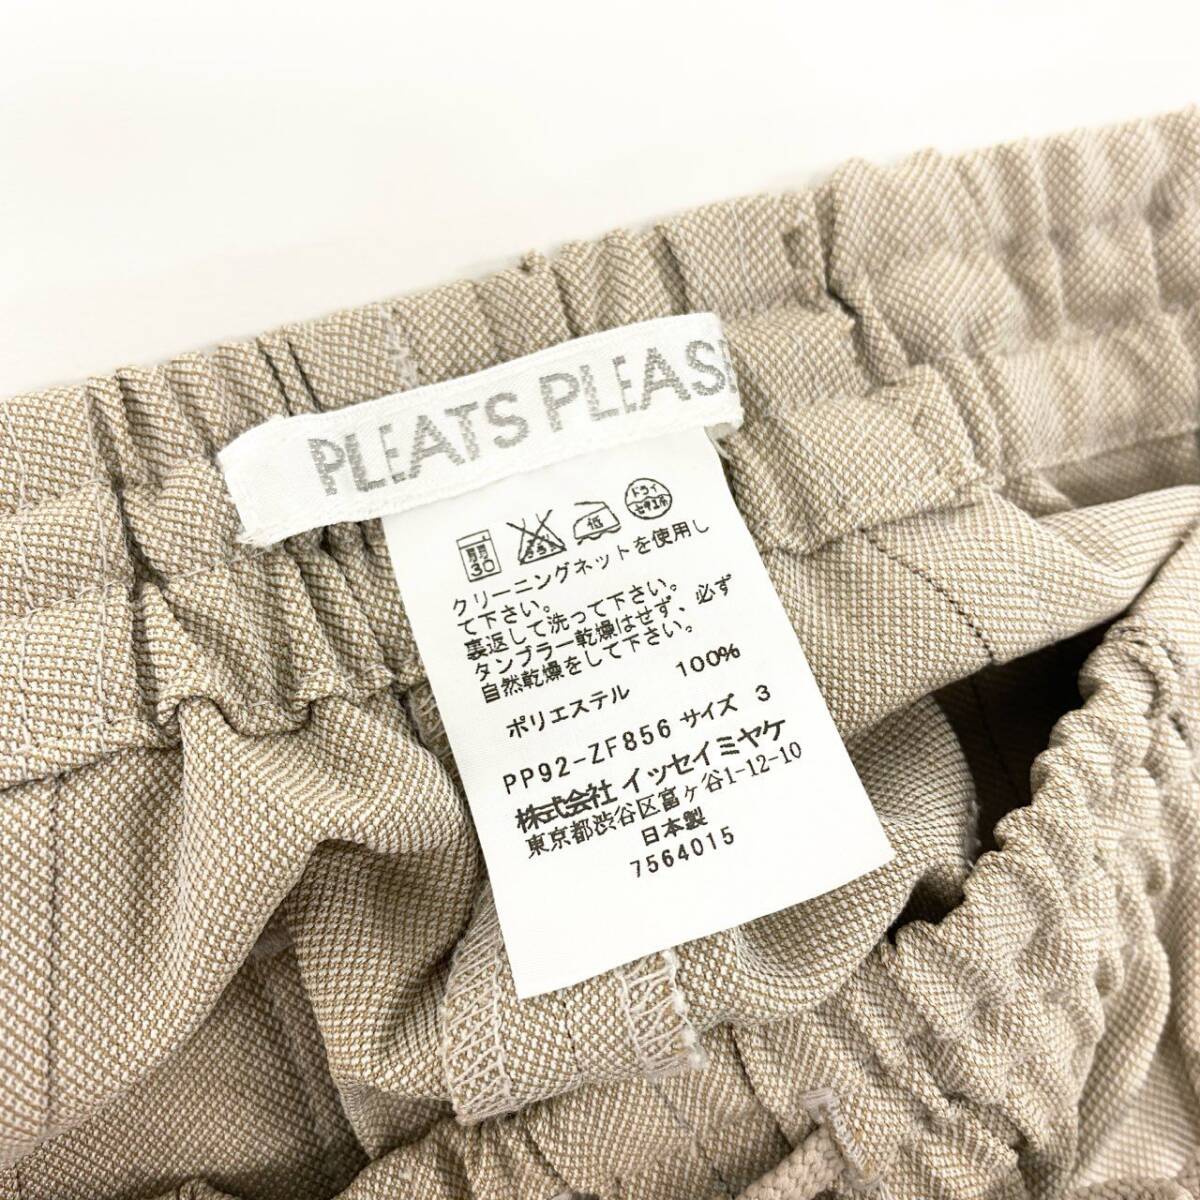 PLEATS PLEASE
30
低
ドライ
クリーニングネットを使用し
て下さい。
裏返して洗って下さい。
タンブラー乾燥はせず、必ず
自然乾燥をして下さい。
ポリエステル 100%
PP92-ZF856 サイズ 3
株式会社 イッセイミヤケ
東京都渋谷区富ヶ谷1-12-10
日本製
7564015